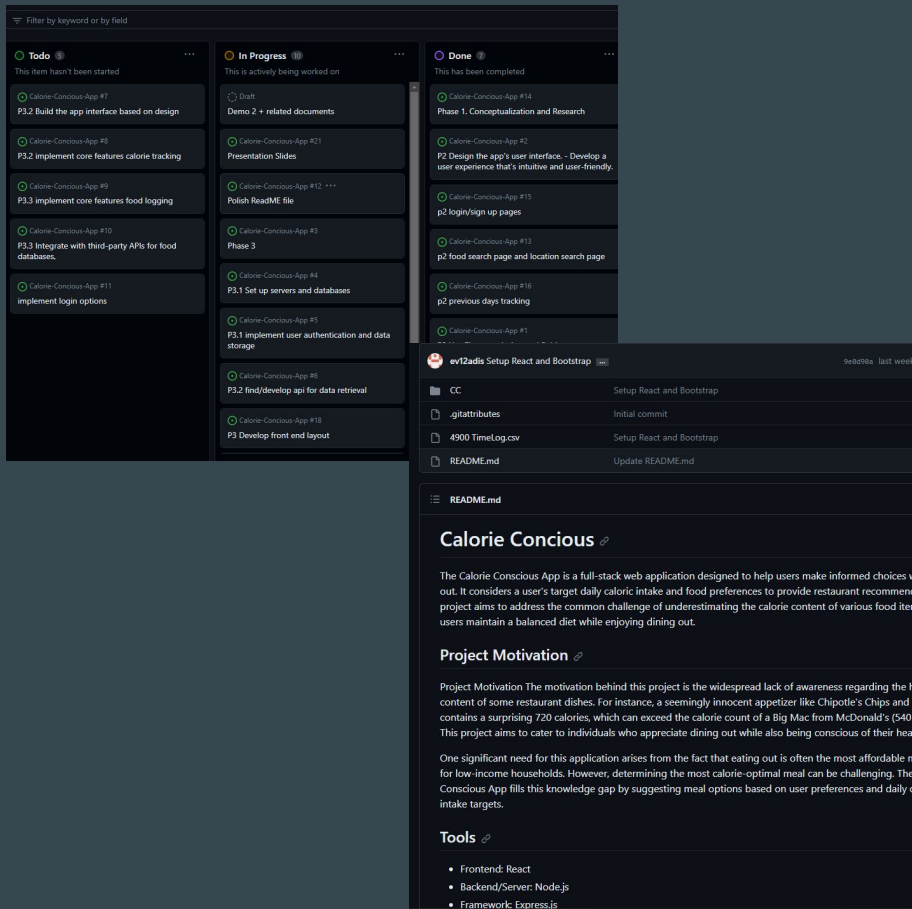 Filter by keyword or by field
Todo 5 ...
This item hasn't been started
Calorie-Concious-App #7
P3.2 Build the app interface based on design
Calorie-Concious-App #8
P3.2 implement core features calorie tracking
Calorie-Concious-App #9
P3.3 implement core features food logging
Calorie-Concious-App #10
P3.3 Integrate with third-party APIs for food
databases,
Calorie-Concious-App #11
implement login options
In Progress 10 ...
This is actively being worked on
Draft
Demo 2 + related documents
Calorie-Concious-App #21
Presentation Slides
Calorie-Concious-App #12 ...
Polish ReadME file
Calorie-Concious-App #3
Phase 3
Calorie-Concious-App #4
P3.1 Set up servers and databases
Calorie-Concious-App #5
P3.1 implement user authentication and data
storage
Calorie-Concious-App #6
P3.2 find/develop api for data retrieval
Calorie-Concious-App #18
P3 Develop front end layout
Done 7 ...
This has been completed
Calorie-Concious-App #14
Phase 1. Conceptualization and Research
Calorie-Concious-App #2
P2 Design the app's user interface. - Develop a
user experience that's intuitive and user-friendly.
Calorie-Concious-App #15
p2 login/sign up pages
Calorie-Concious-App #13
p2 food search page and location search page
Calorie-Concious-App #16
p2 previous days tracking
Calorie-Concious-App #1
ev12adis Setup React and Bootstrap ... 9e0d90a last week
CC Setup React and Bootstrap
.gitattributes Initial commit
4900 TimeLog.csv Setup React and Bootstrap
README.md Update README.md
README.md
Calorie Concious
The Calorie Conscious App is a full-stack web application designed to help users make informed choices
out. It considers a user's target daily caloric intake and food preferences to provide restaurant
project aims to address the common challenge of underestimating the calorie content of various food
users maintain a balanced diet while enjoying dining out.
Project Motivation
Project Motivation The motivation behind this project is the widespread lack of awareness regarding the
content of some restaurant dishes. For instance, a seemingly innocent appetizer like Chipotle's Chips and
contains a surprising 720 calories, which can exceed the calorie count of a Big Mac from McDonald's (540
This project aims to cater to individuals who appreciate dining out while also being conscious of their
One significant need for this application arises from the fact that eating out is often the most affordable
for low-income households. However, determining the most calorie-optimal meal can be challenging. The
Conscious App fills this knowledge gap by suggesting meal options based on user preferences and daily
intake targets.
Tools
• Frontend: React
• Backend/Server: Node.js
• Framework: Express.js